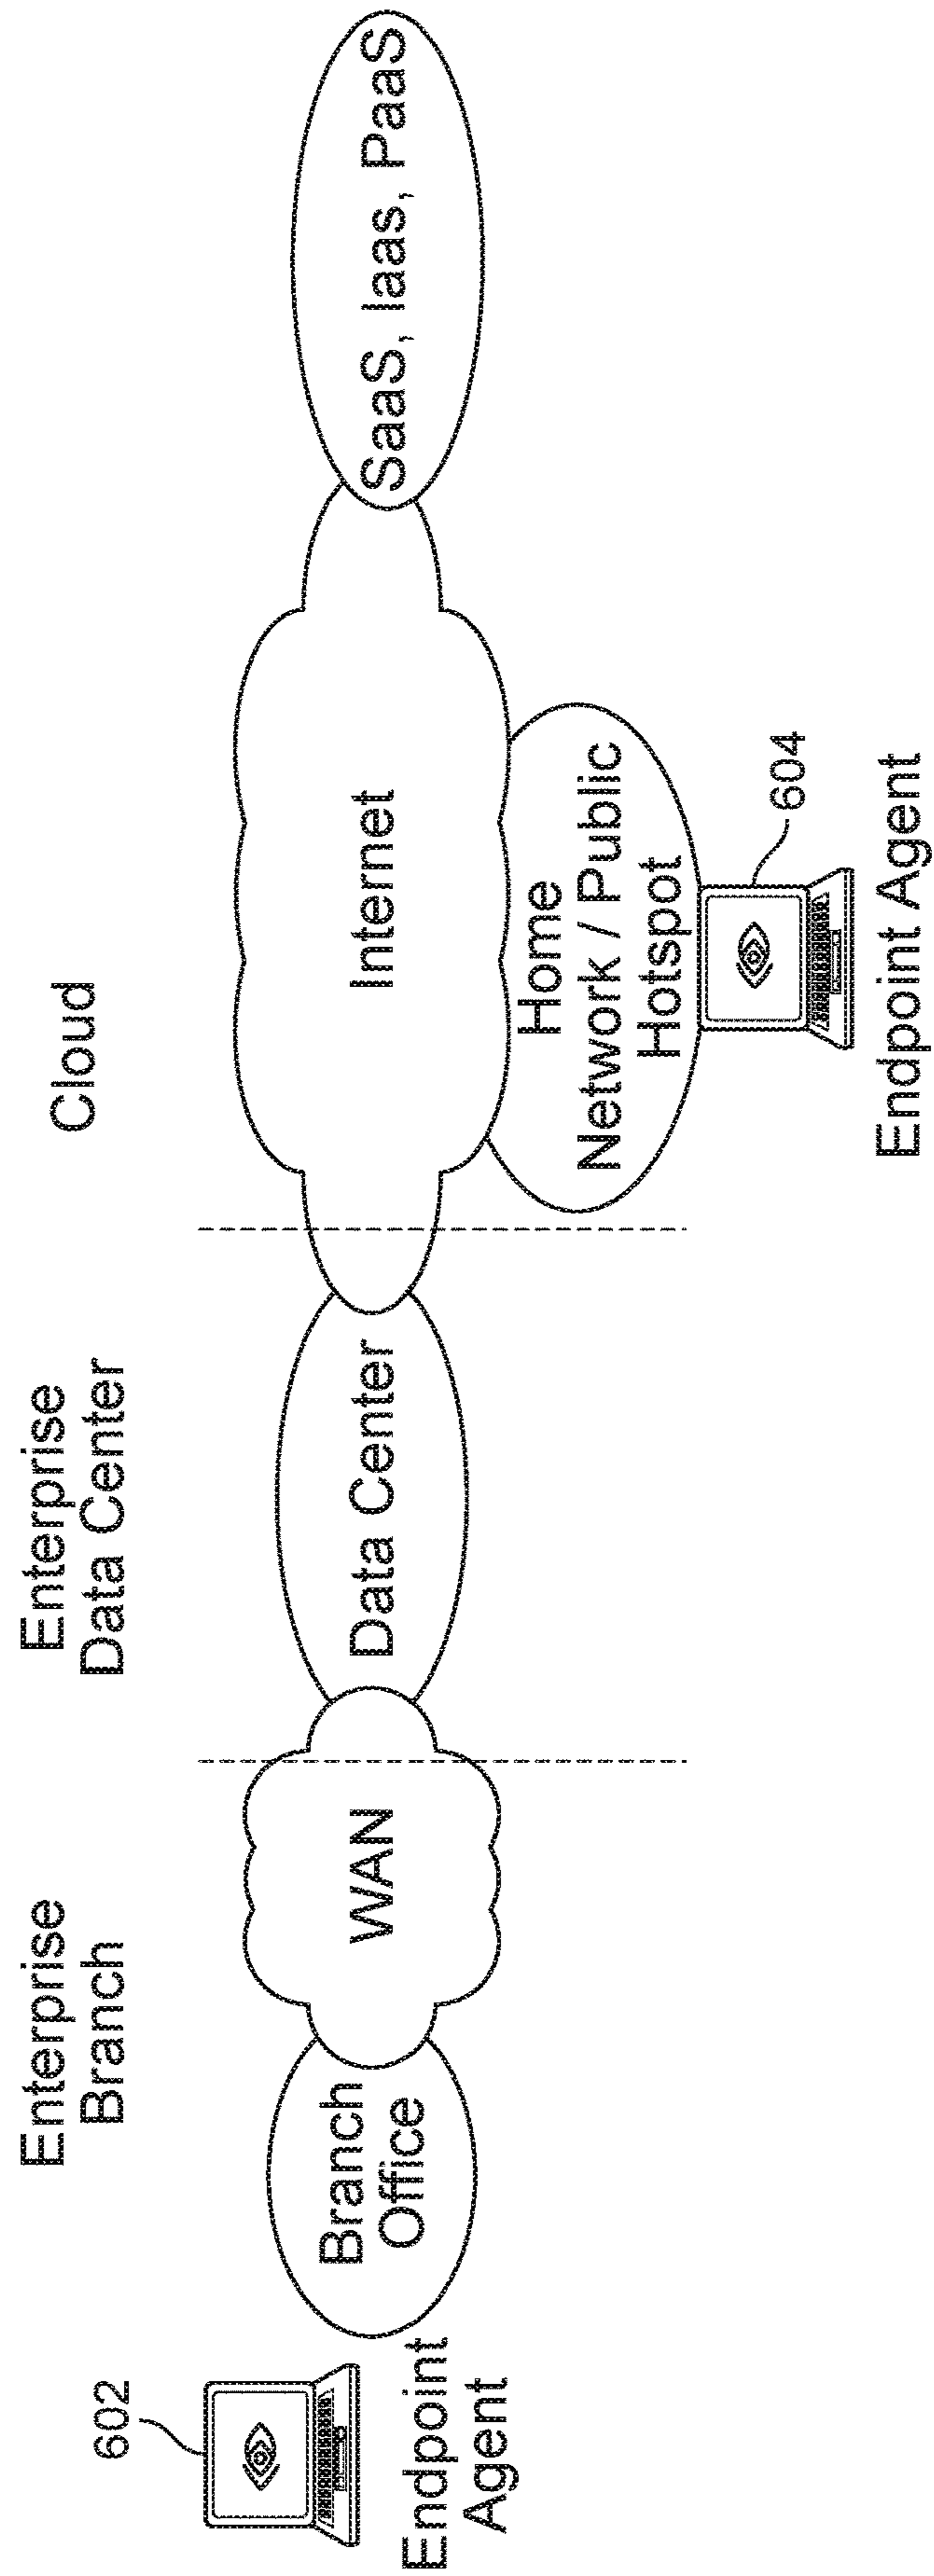 Enterprise
Branch
Enterprise
Data Center
Cloud
602
Endpoint
Agent
Branch
Office
WAN
Data Center
Internet
SaaS, Iaas, PaaS
Home
Network / Public
Hotspot
604
Endpoint Agent